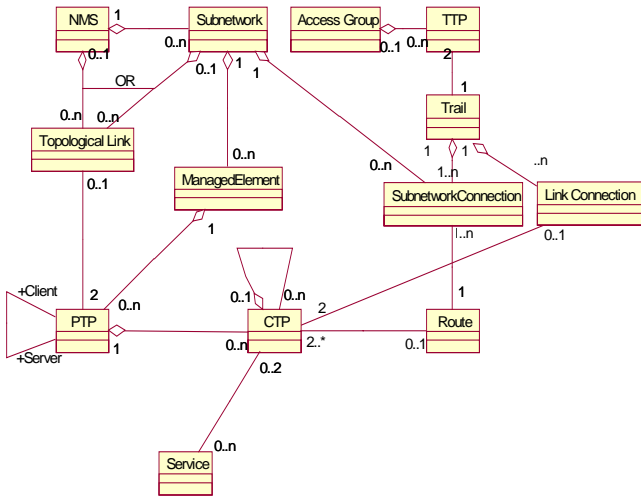 NMS
1
0..n
Subnetwork
Access Group
0..1
0..n
TTP
0..1
0..1
1
1
2
OR
1
Trail
0..n
0..n
1
1
Topological Link
0..1
0..n
0..n
1..n
..n
ManagedElement
SubnetworkConnection
Link Connection
1
..n
0..1
+Client
2
0..n
0..1
0..n
2
1
PTP
CTP
Route
+Server
1
0..n
2..*
0..1
0..2
0..n
Service